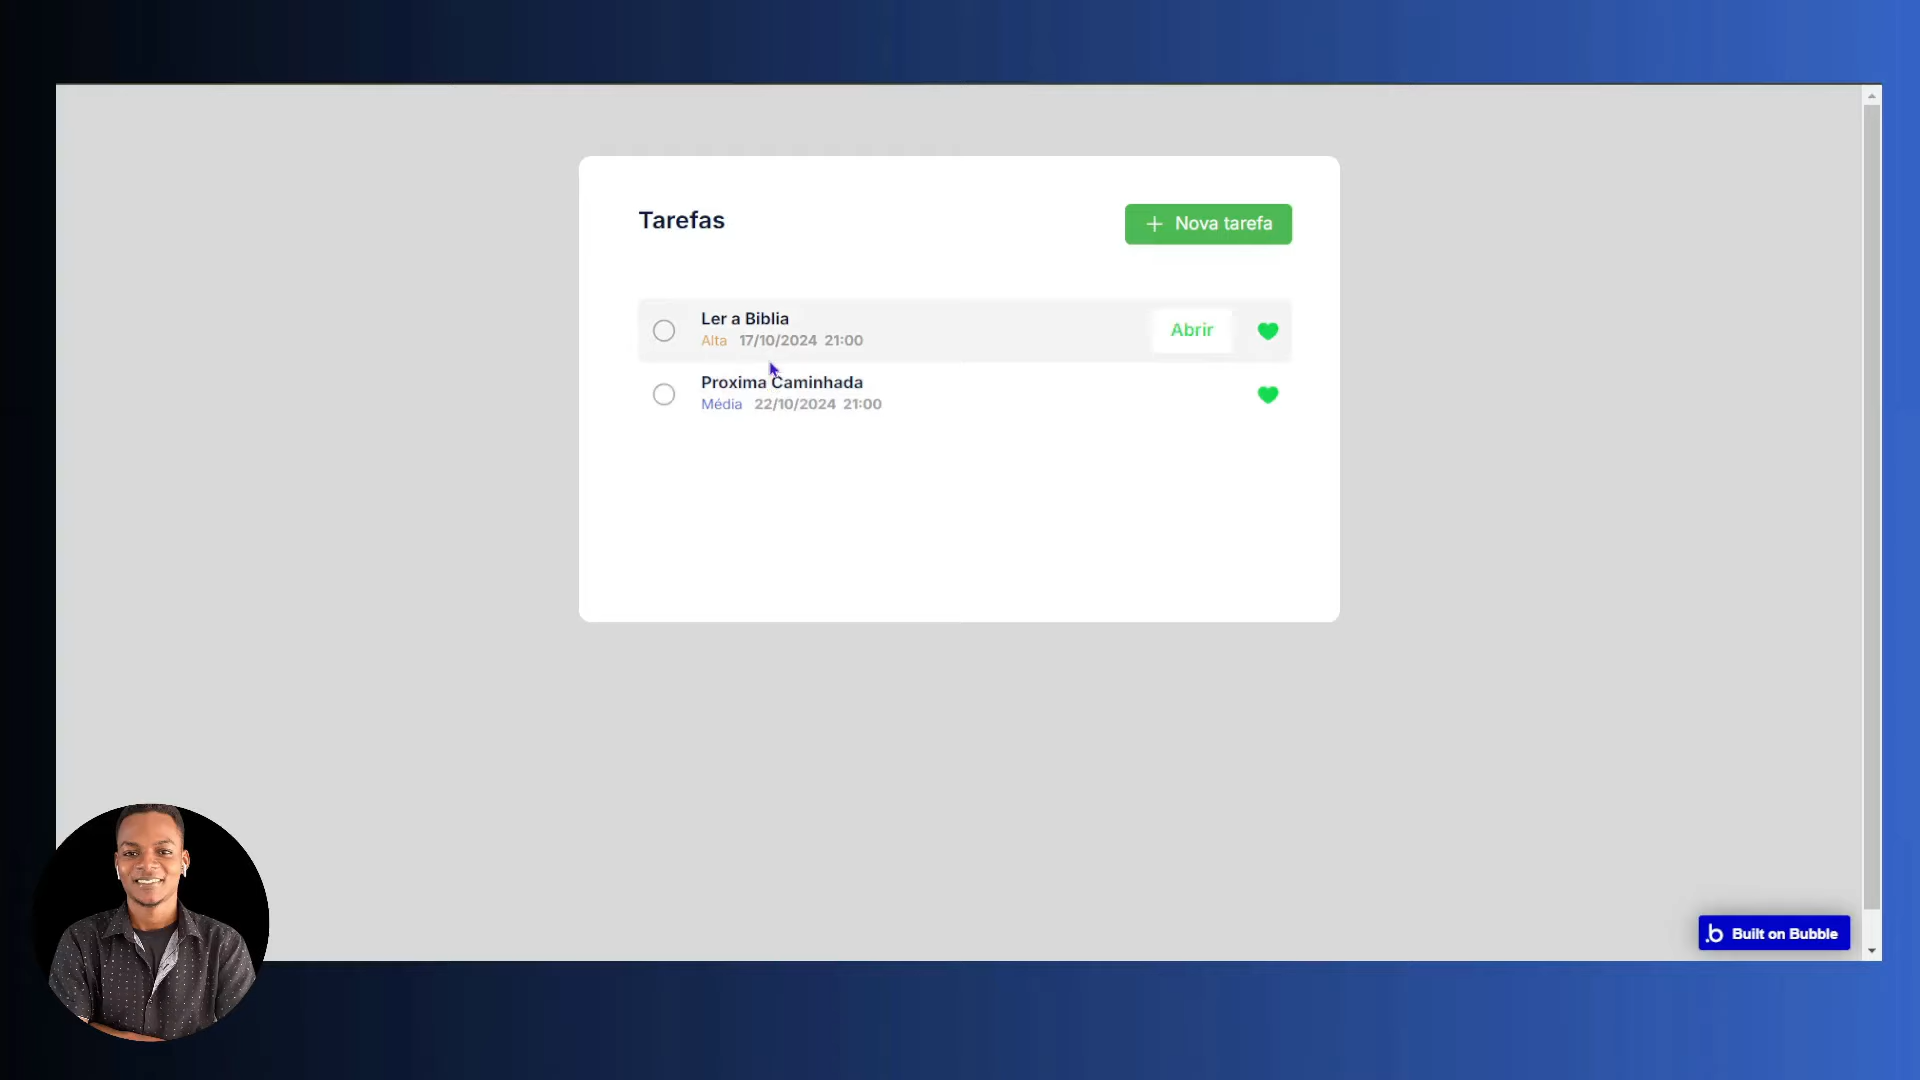 Tarefas
+ Nova tarefa
Ler a Biblia
Alta 17/10/2024 21:00
Abrir
Proxima Caminhada
Média 22/10/2024 21:00
.b Built on Bubble